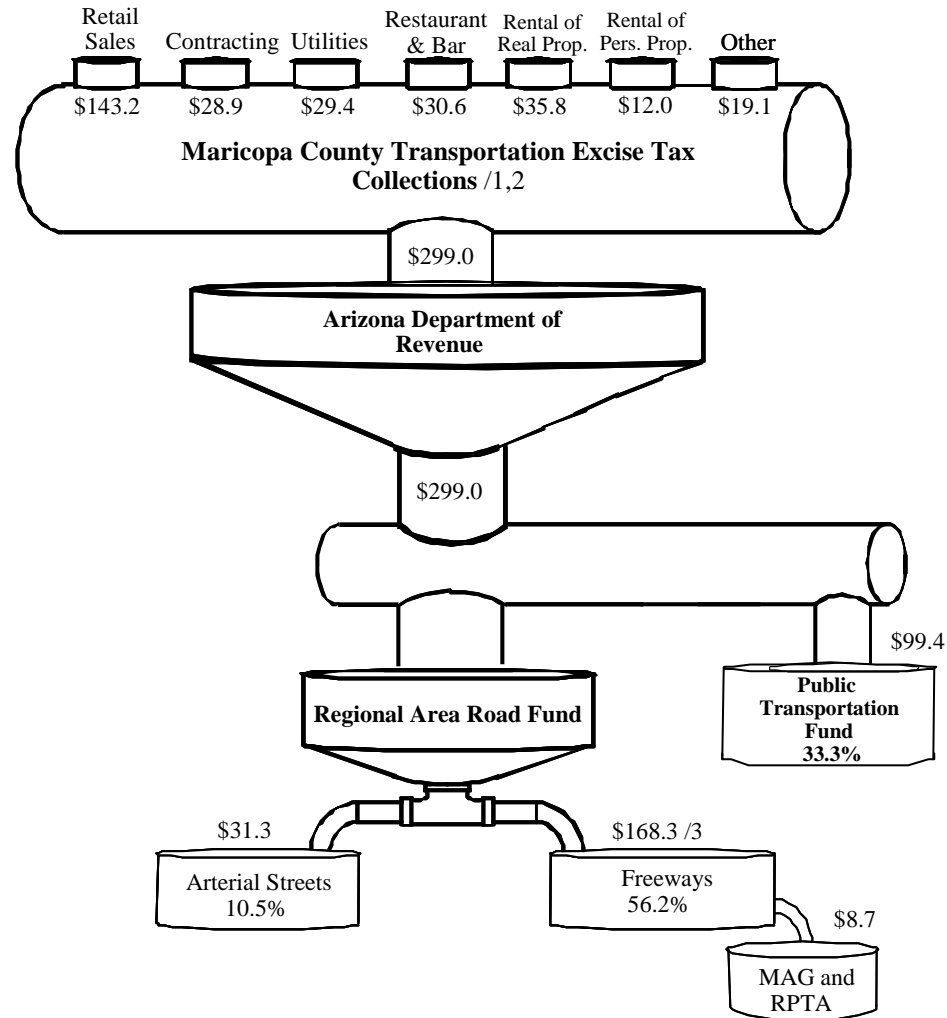 Retail
Sales
Contracting
Utilities
Restaurant
& Bar
Rental of
Real Prop.
Rental of
Pers. Prop.
Other
$143.2
$28.9
$29.4
$30.6
$35.8
$12.0
$19.1
Maricopa County Transportation Excise Tax
Collections /1,2
$299.0
Arizona Department of
Revenue
$299.0
$99.4
Public
Transportation
Fund
33.3%
Regional Area Road Fund
$31.3
$168.3 /3
Arterial Streets
10.5%
Freeways
56.2%
$8.7
MAG and
RPTA